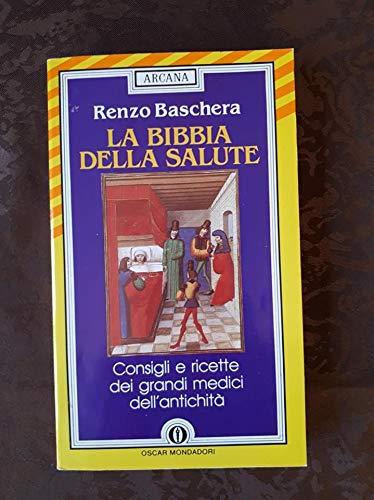 ARCANA
Renzo Baschera
LA BIBBIA
DELLA SALUTE
Consigli e ricette
dei grandi medici
dell'antichità
OSCAR MONDADORI